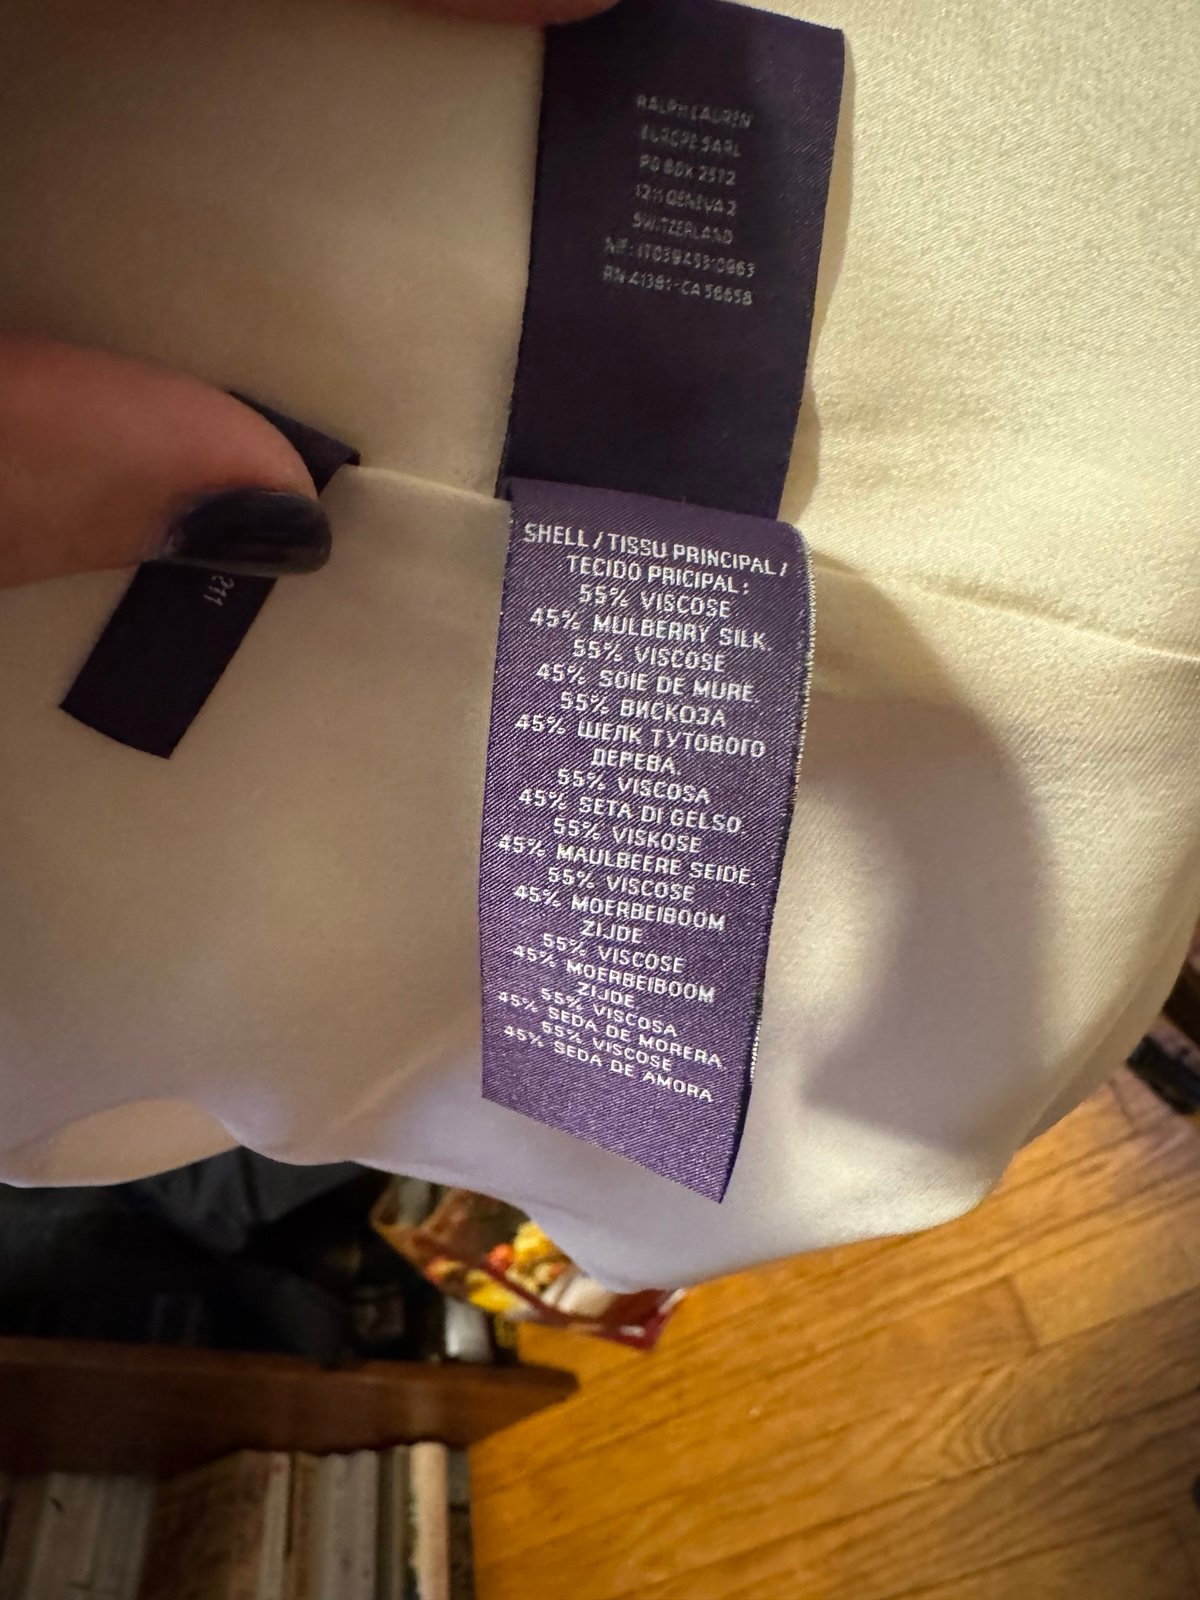 RALPH LAUREN
EUROPE SARL
PO BOX 2572
1211 GENEVA 2
SWITZERLAND
RN 41381-CA 56658
211
SHELL / TISSU PRINCIPAL /
TECIDO PRICIPAL:
55% VISCOSE
45% MULBERRY SILK.
55% VISCOSE
45% SOIE DE MURE.
55% ВИСКОЗА
45% ШЕЛК ТУТОВОГО
ДЕРЕВА.
55% VISCOSA
45% SETA DI GELSO.
55% VISKOSE
45% MAULBEERE SEIDE.
55% VISCOSE
45% MOERBEIBOOM
ZIJDE
55% VISCOSE
45% MOERBEIBOOM
ZIJDE
55% VISCOSA
45% SEDA DE MORERA.
55% VISCOSE
45% SEDA DE AMORA